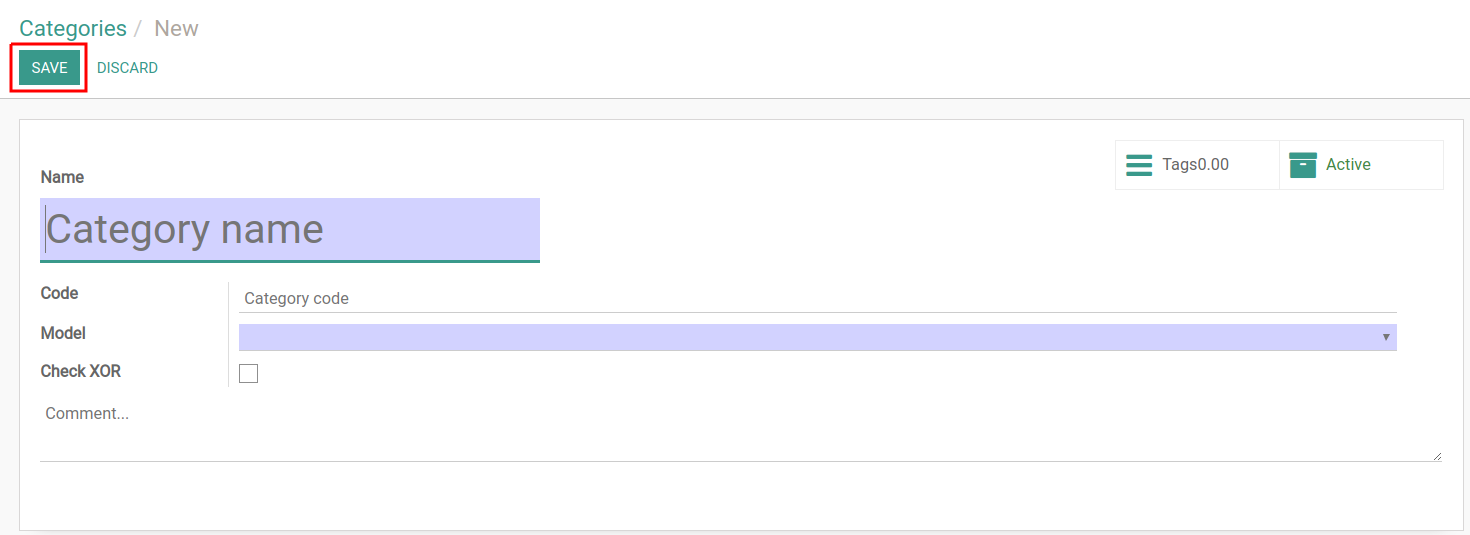 Categories / New
SAVE DISCARD
Tags0.00 Active
Name
Category name
Code Category code
Model
Check XOR
Comment...